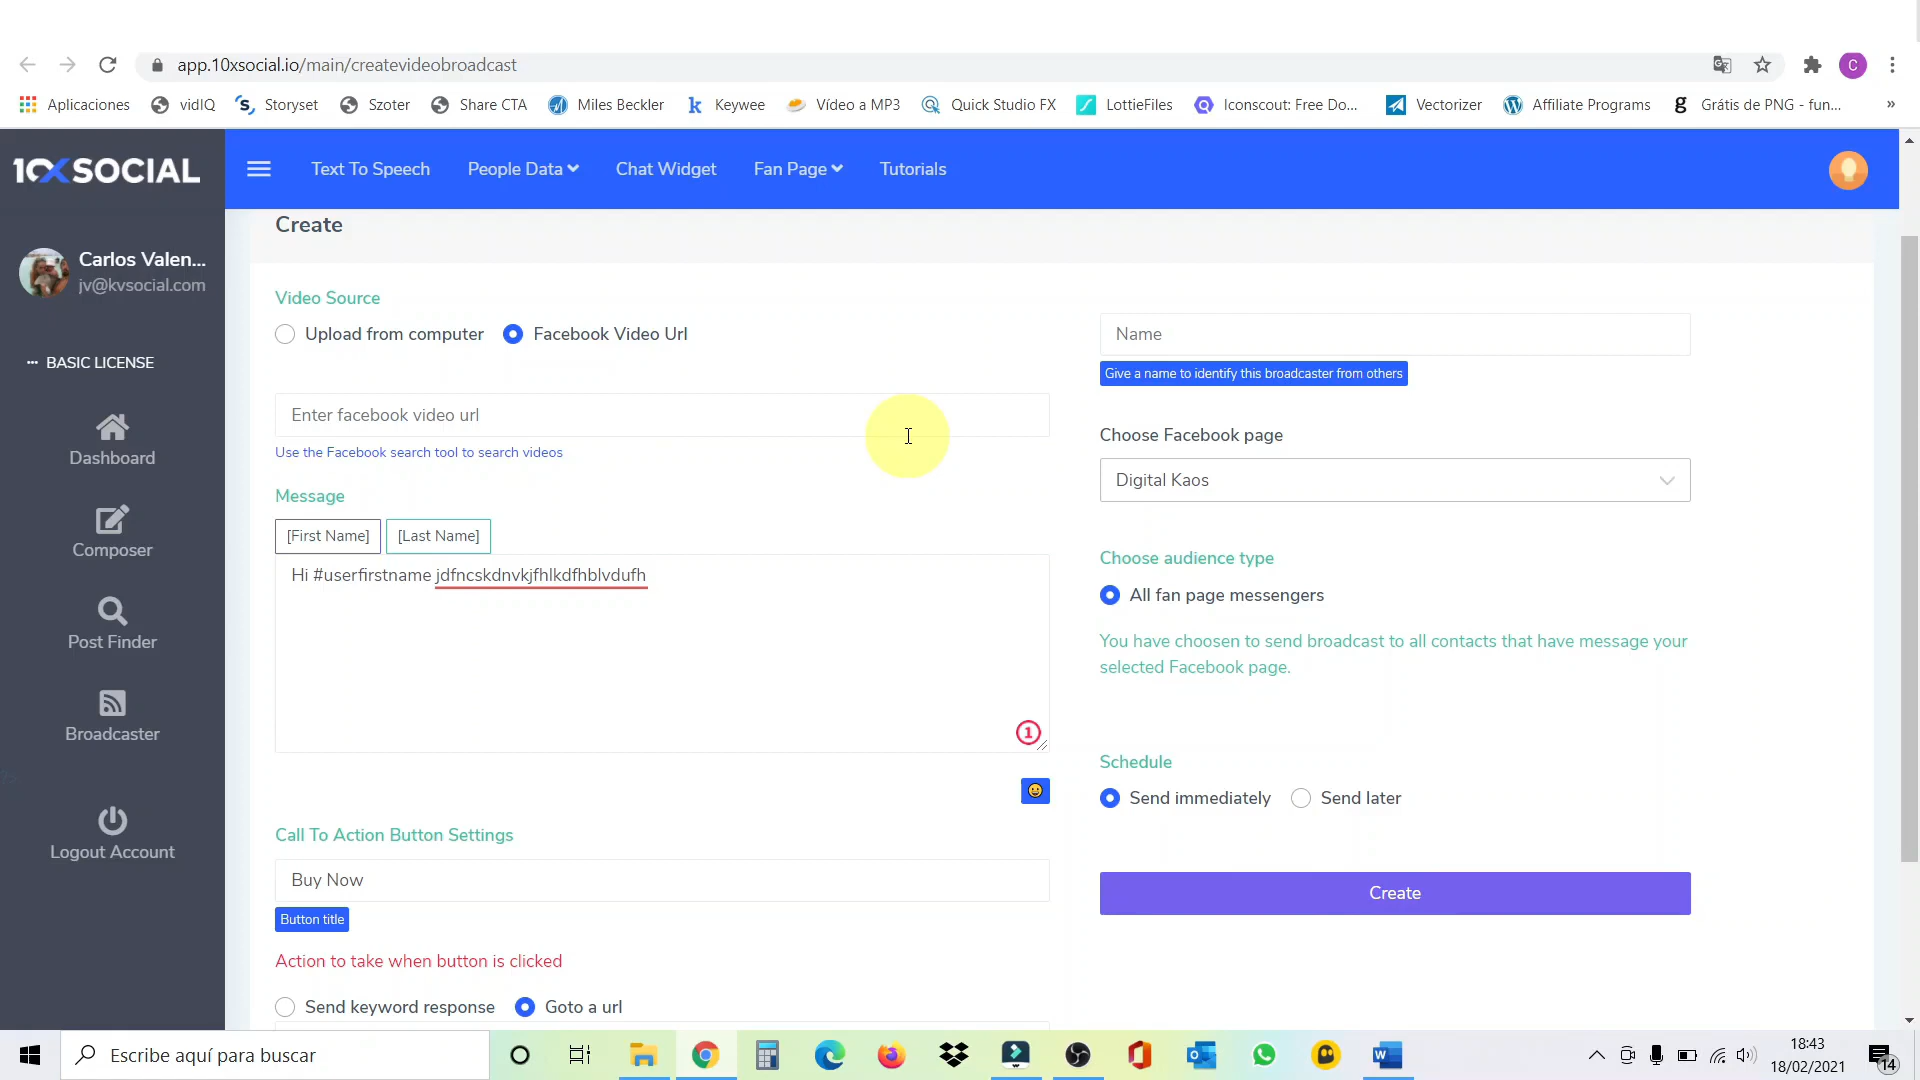 app.10xsocial.io/main/createvideobroadcast
C
Aplicaciones
vidIQ
Storyset
Szoter
Share CTA
Miles Beckler
Keywee
Vídeo a MP3
Quick Studio FX
LottieFiles
Iconscout: Free Do...
Vectorizer
Affiliate Programs
Grátis de PNG - fun...
»
10XSOCIAL
Text To Speech
People Data
Chat Widget
Fan Page
Tutorials
Carlos Valen...
jv@kvsocial.com
BASIC LICENSE
Dashboard
Composer
Post Finder
Broadcaster
Logout Account
Create
Video Source
Upload from computer
Facebook Video Url
Enter facebook video url
Use the Facebook search tool to search videos
Message
[First Name]
[Last Name]
Hi #userfirstname jdfncskdnvkjfhlkdfhblvdufh
1
Call To Action Button Settings
Buy Now
Button title
Action to take when button is clicked
Send keyword response
Goto a url
Name
Give a name to identify this broadcaster from others
Choose Facebook page
Digital Kaos
Choose audience type
All fan page messengers
You have choosen to send broadcast to all contacts that have message your
selected Facebook page.
Schedule
Send immediately
Send later
Create
Escribe aquí para buscar
18:43
18/02/2021
14